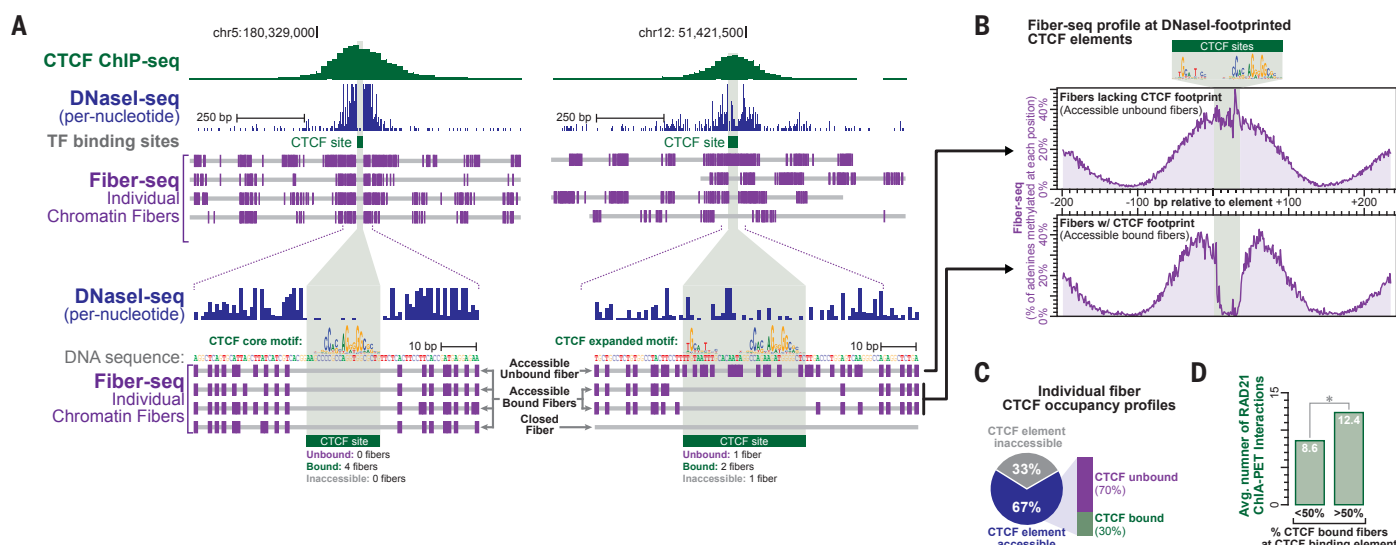 A
chr5:180,329,000
chr12: 51,421,500
CTCF ChIP-seq
DNaseI-seq
(per-nucleotide)
250 bp
250 bp
TF binding sites
CTCF site
CTCF site
Fiber-seq
Individual
Chromatin Fibers
DNaseI-seq
(per-nucleotide)
CTCF core motif:
10 bp
CTCF expanded motif:
10 bp
DNA sequence:
Fiber-seq
Individual
Chromatin Fibers
Accessible
Unbound fiber
Accessible
Bound Fibers
Closed
Fiber
CTCF site
Unbound: 0 fibers
Bound: 4 fibers
Inaccessible: 0 fibers
CTCF site
Unbound: 1 fiber
Bound: 2 fibers
Inaccessible: 1 fiber
B
Fiber-seq profile at DNaseI-footprinted
CTCF elements
CTCF sites
Fibers lacking CTCF footprint
(Accessible unbound fibers)
40%
20%
0%
-200
-100
bp relative to element
+100
+200
Fibers w/ CTCF footprint
(Accessible bound fibers)
40%
20%
0%
Fiber-seq
(% of adenines methylated at each position)
C
Individual fiber
CTCF occupancy profiles
CTCF element
inaccessible
33%
67%
CTCF element
accessible
CTCF unbound
(70%)
CTCF bound
(30%)
D
Avg. numner of RAD21
ChIA-PET Interactions
15
0
*
8.6
12.4
<50%
>50%
% CTCF bound fibers
at CTCF binding element